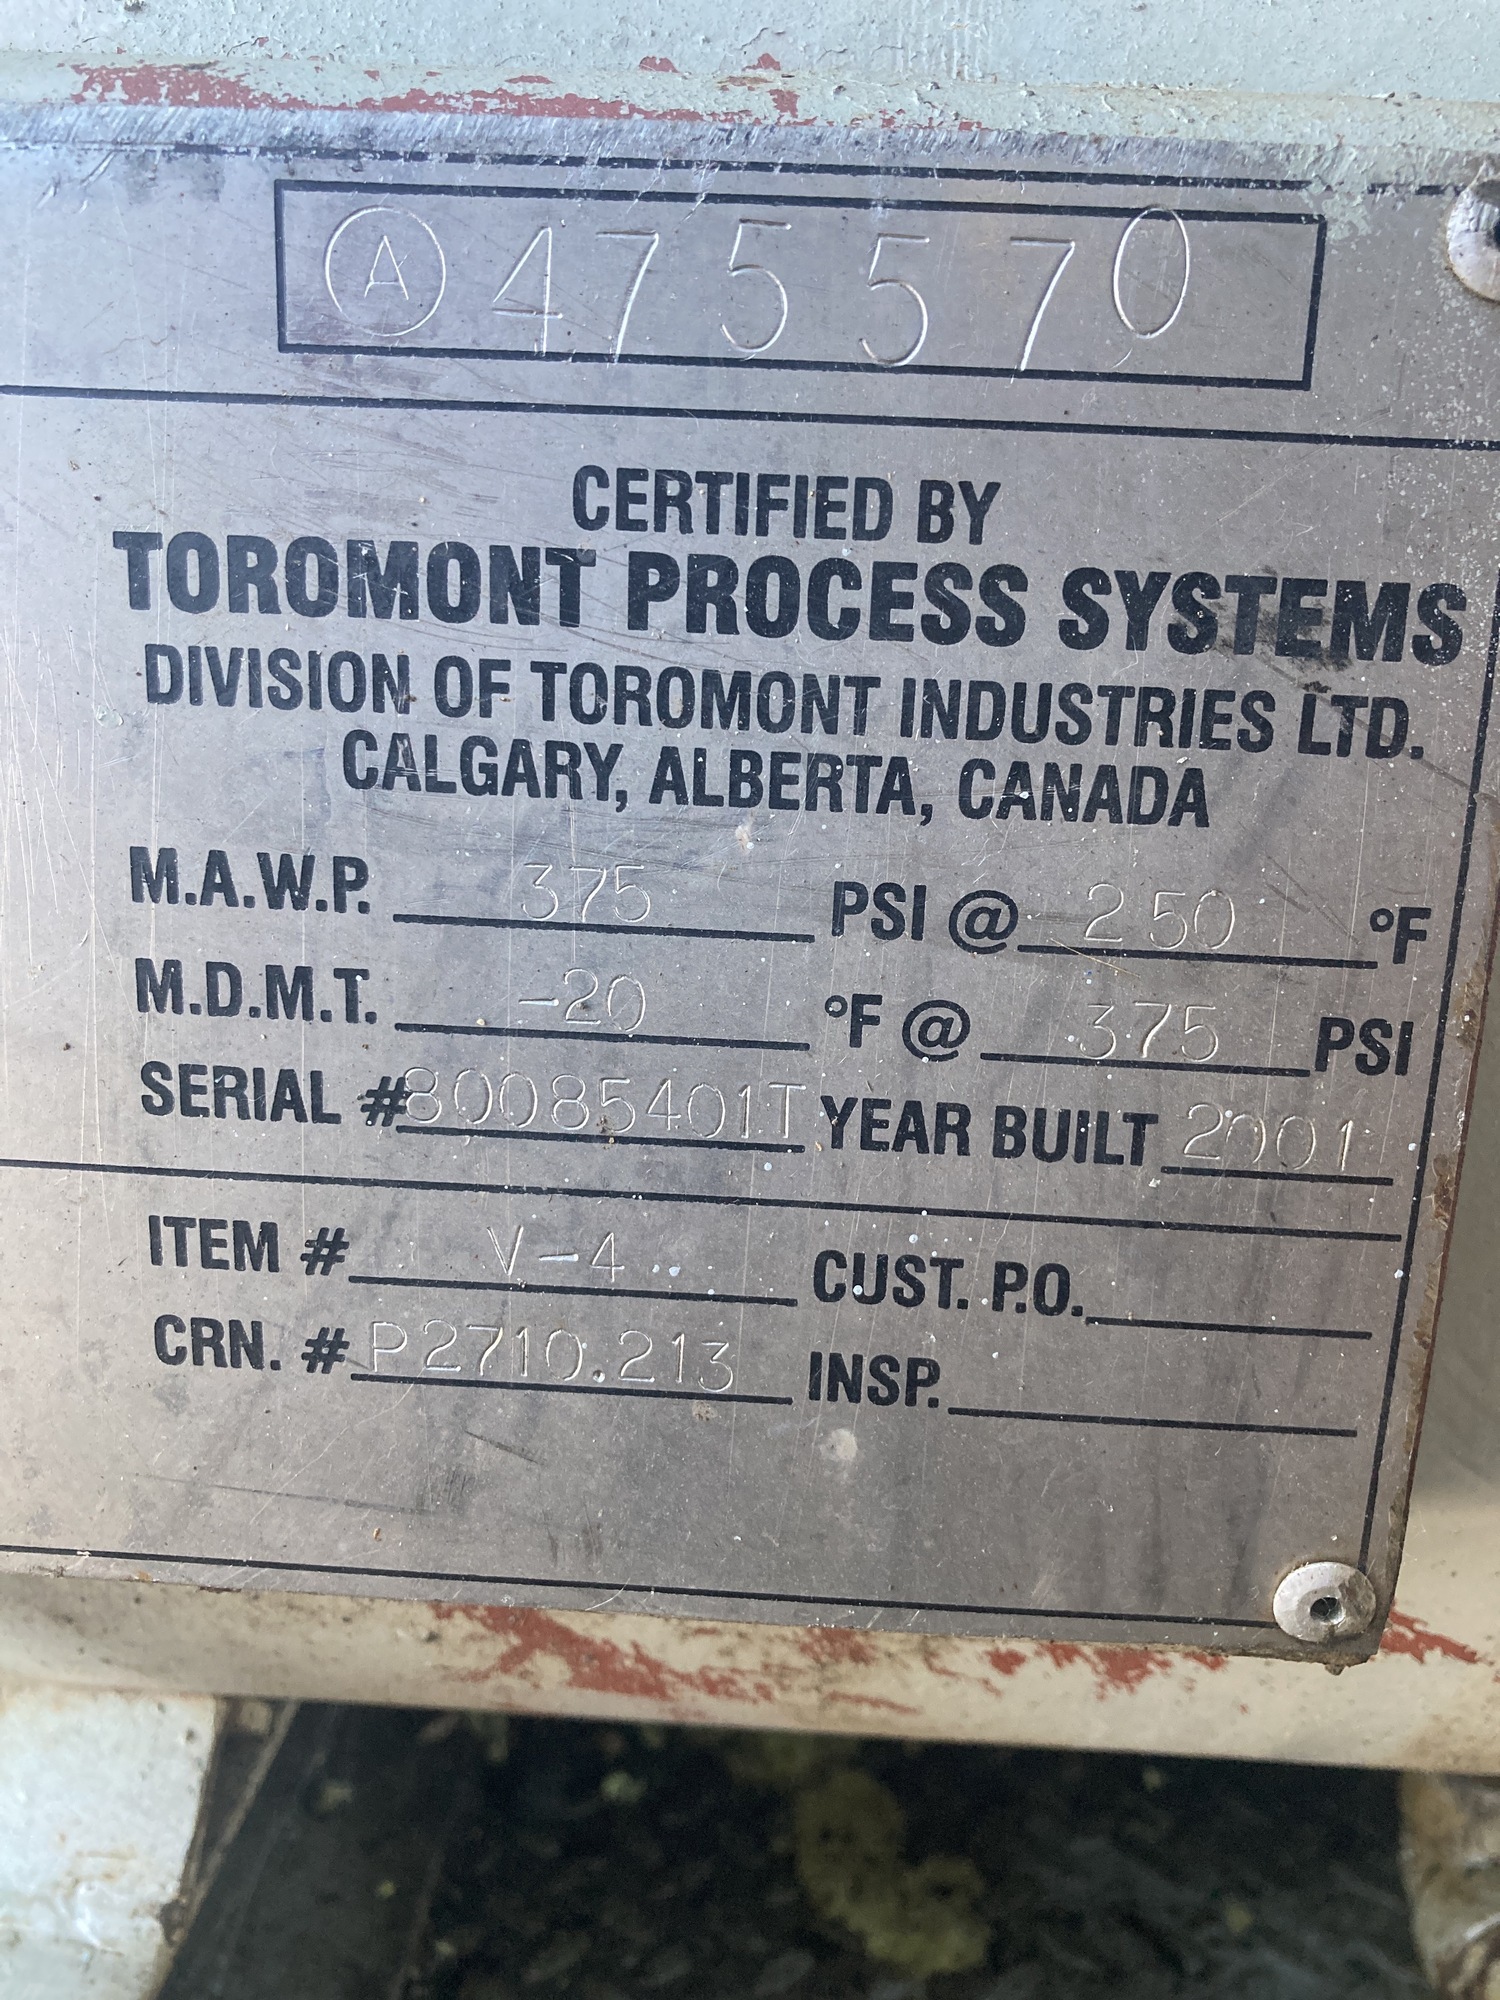 Ⓐ 475570
CERTIFIED BY
TOROMONT PROCESS SYSTEMS
DIVISION OF TOROMONT INDUSTRIES LTD.
CALGARY, ALBERTA, CANADA
M.A.W.P. 375 PSI @ 250 °F
M.D.M.T. -20 °F @ 375 PSI
SERIAL # 80085401T YEAR BUILT 2001
ITEM # V-4 CUST. P.O.
CRN. # P2710.213 INSP.